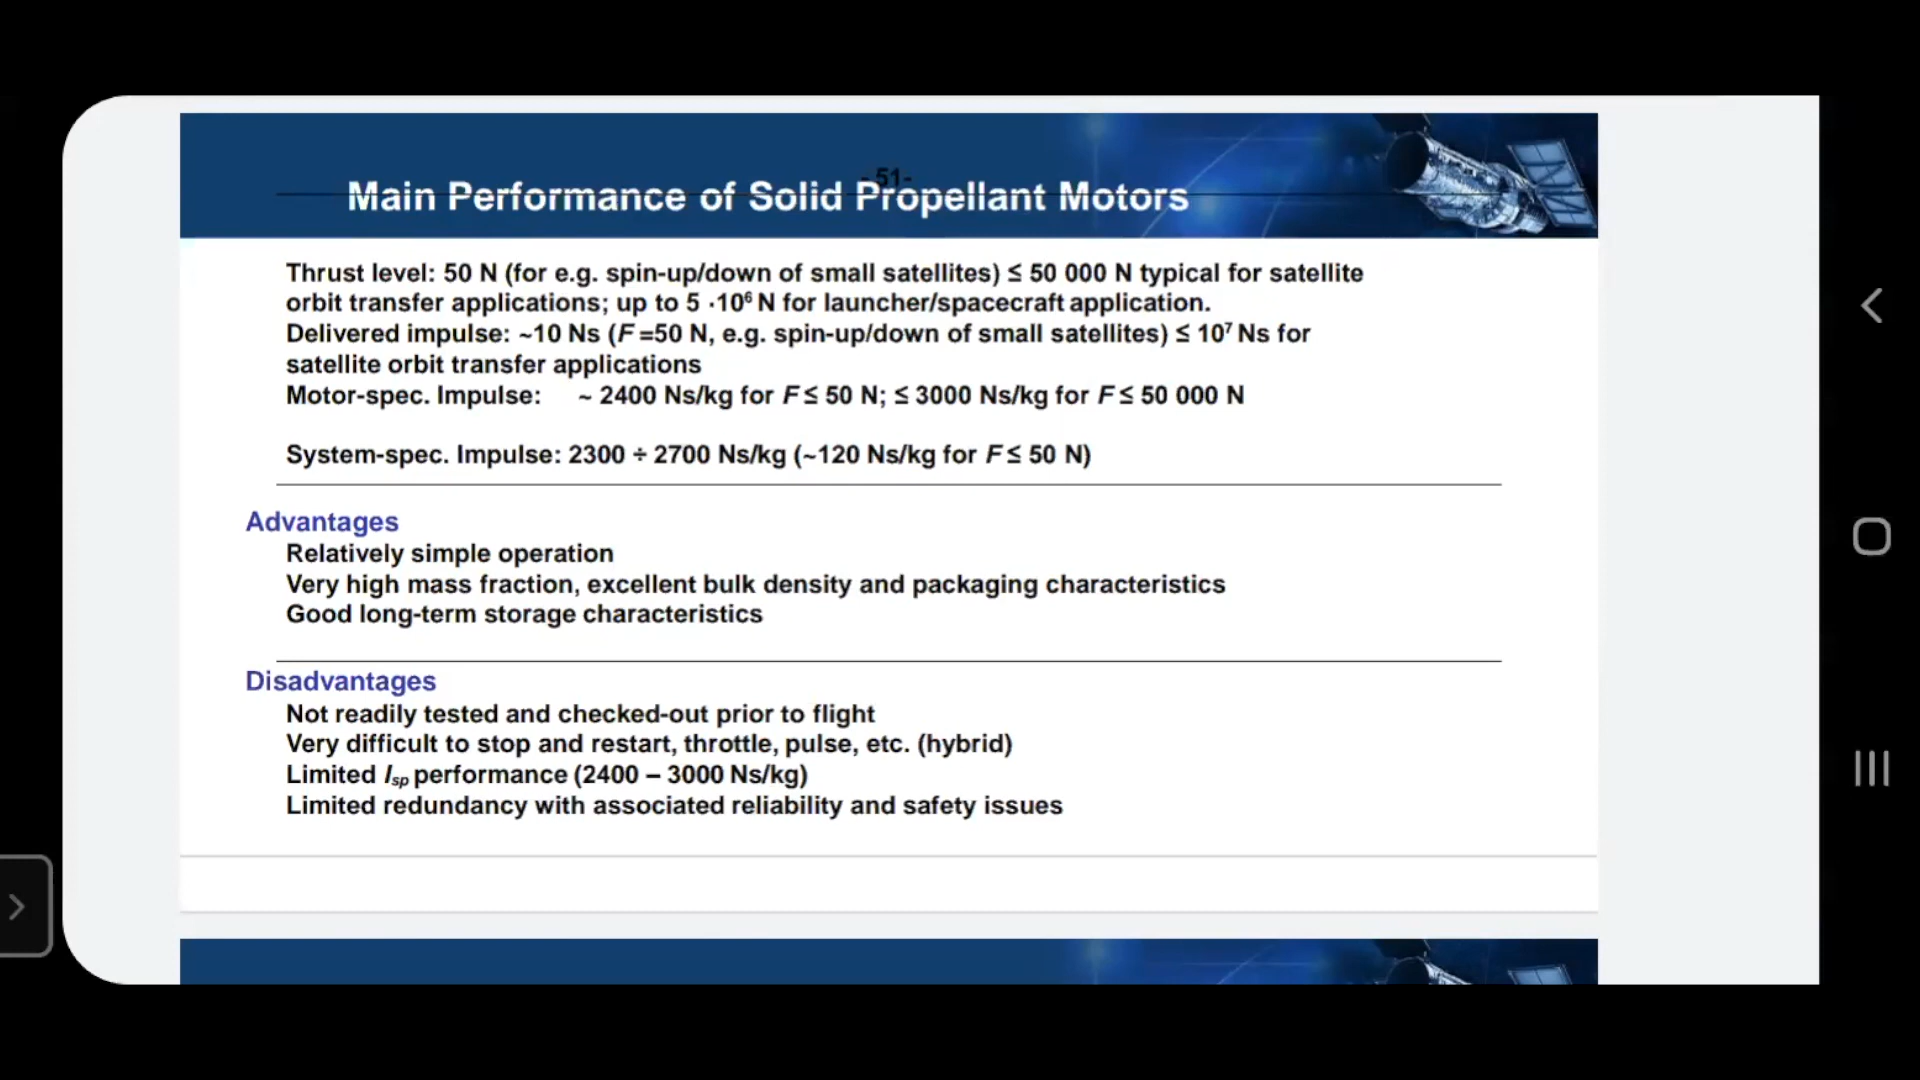 - 51-
Main Performance of Solid Propellant Motors
Thrust level: 50 N (for e.g. spin-up/down of small satellites) ≤ 50 000 N typical for satellite
orbit transfer applications; up to 5 ·10⁶ N for launcher/spacecraft application.
Delivered impulse: ~10 Ns (F =50 N, e.g. spin-up/down of small satellites) ≤ 10⁷ Ns for
satellite orbit transfer applications
Motor-spec. Impulse: ~ 2400 Ns/kg for F ≤ 50 N; ≤ 3000 Ns/kg for F ≤ 50 000 N
System-spec. Impulse: 2300 ÷ 2700 Ns/kg (~120 Ns/kg for F ≤ 50 N)
Advantages
Relatively simple operation
Very high mass fraction, excellent bulk density and packaging characteristics
Good long-term storage characteristics
Disadvantages
Not readily tested and checked-out prior to flight
Very difficult to stop and restart, throttle, pulse, etc. (hybrid)
Limited Isp performance (2400 – 3000 Ns/kg)
Limited redundancy with associated reliability and safety issues